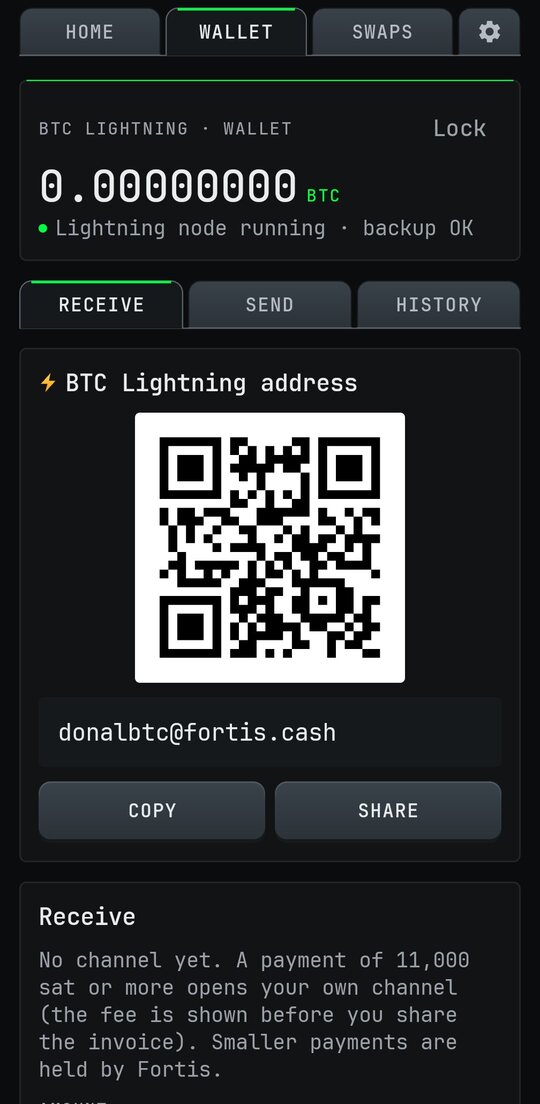 HOME WALLET SWAPS
BTC LIGHTNING · WALLET Lock
0.00000000 BTC
Lightning node running · backup OK
RECEIVE SEND HISTORY
BTC Lightning address
donalbtc@fortis.cash
COPY SHARE
Receive
No channel yet. A payment of 11,000
sat or more opens your own channel
(the fee is shown before you share
the invoice). Smaller payments are
held by Fortis.